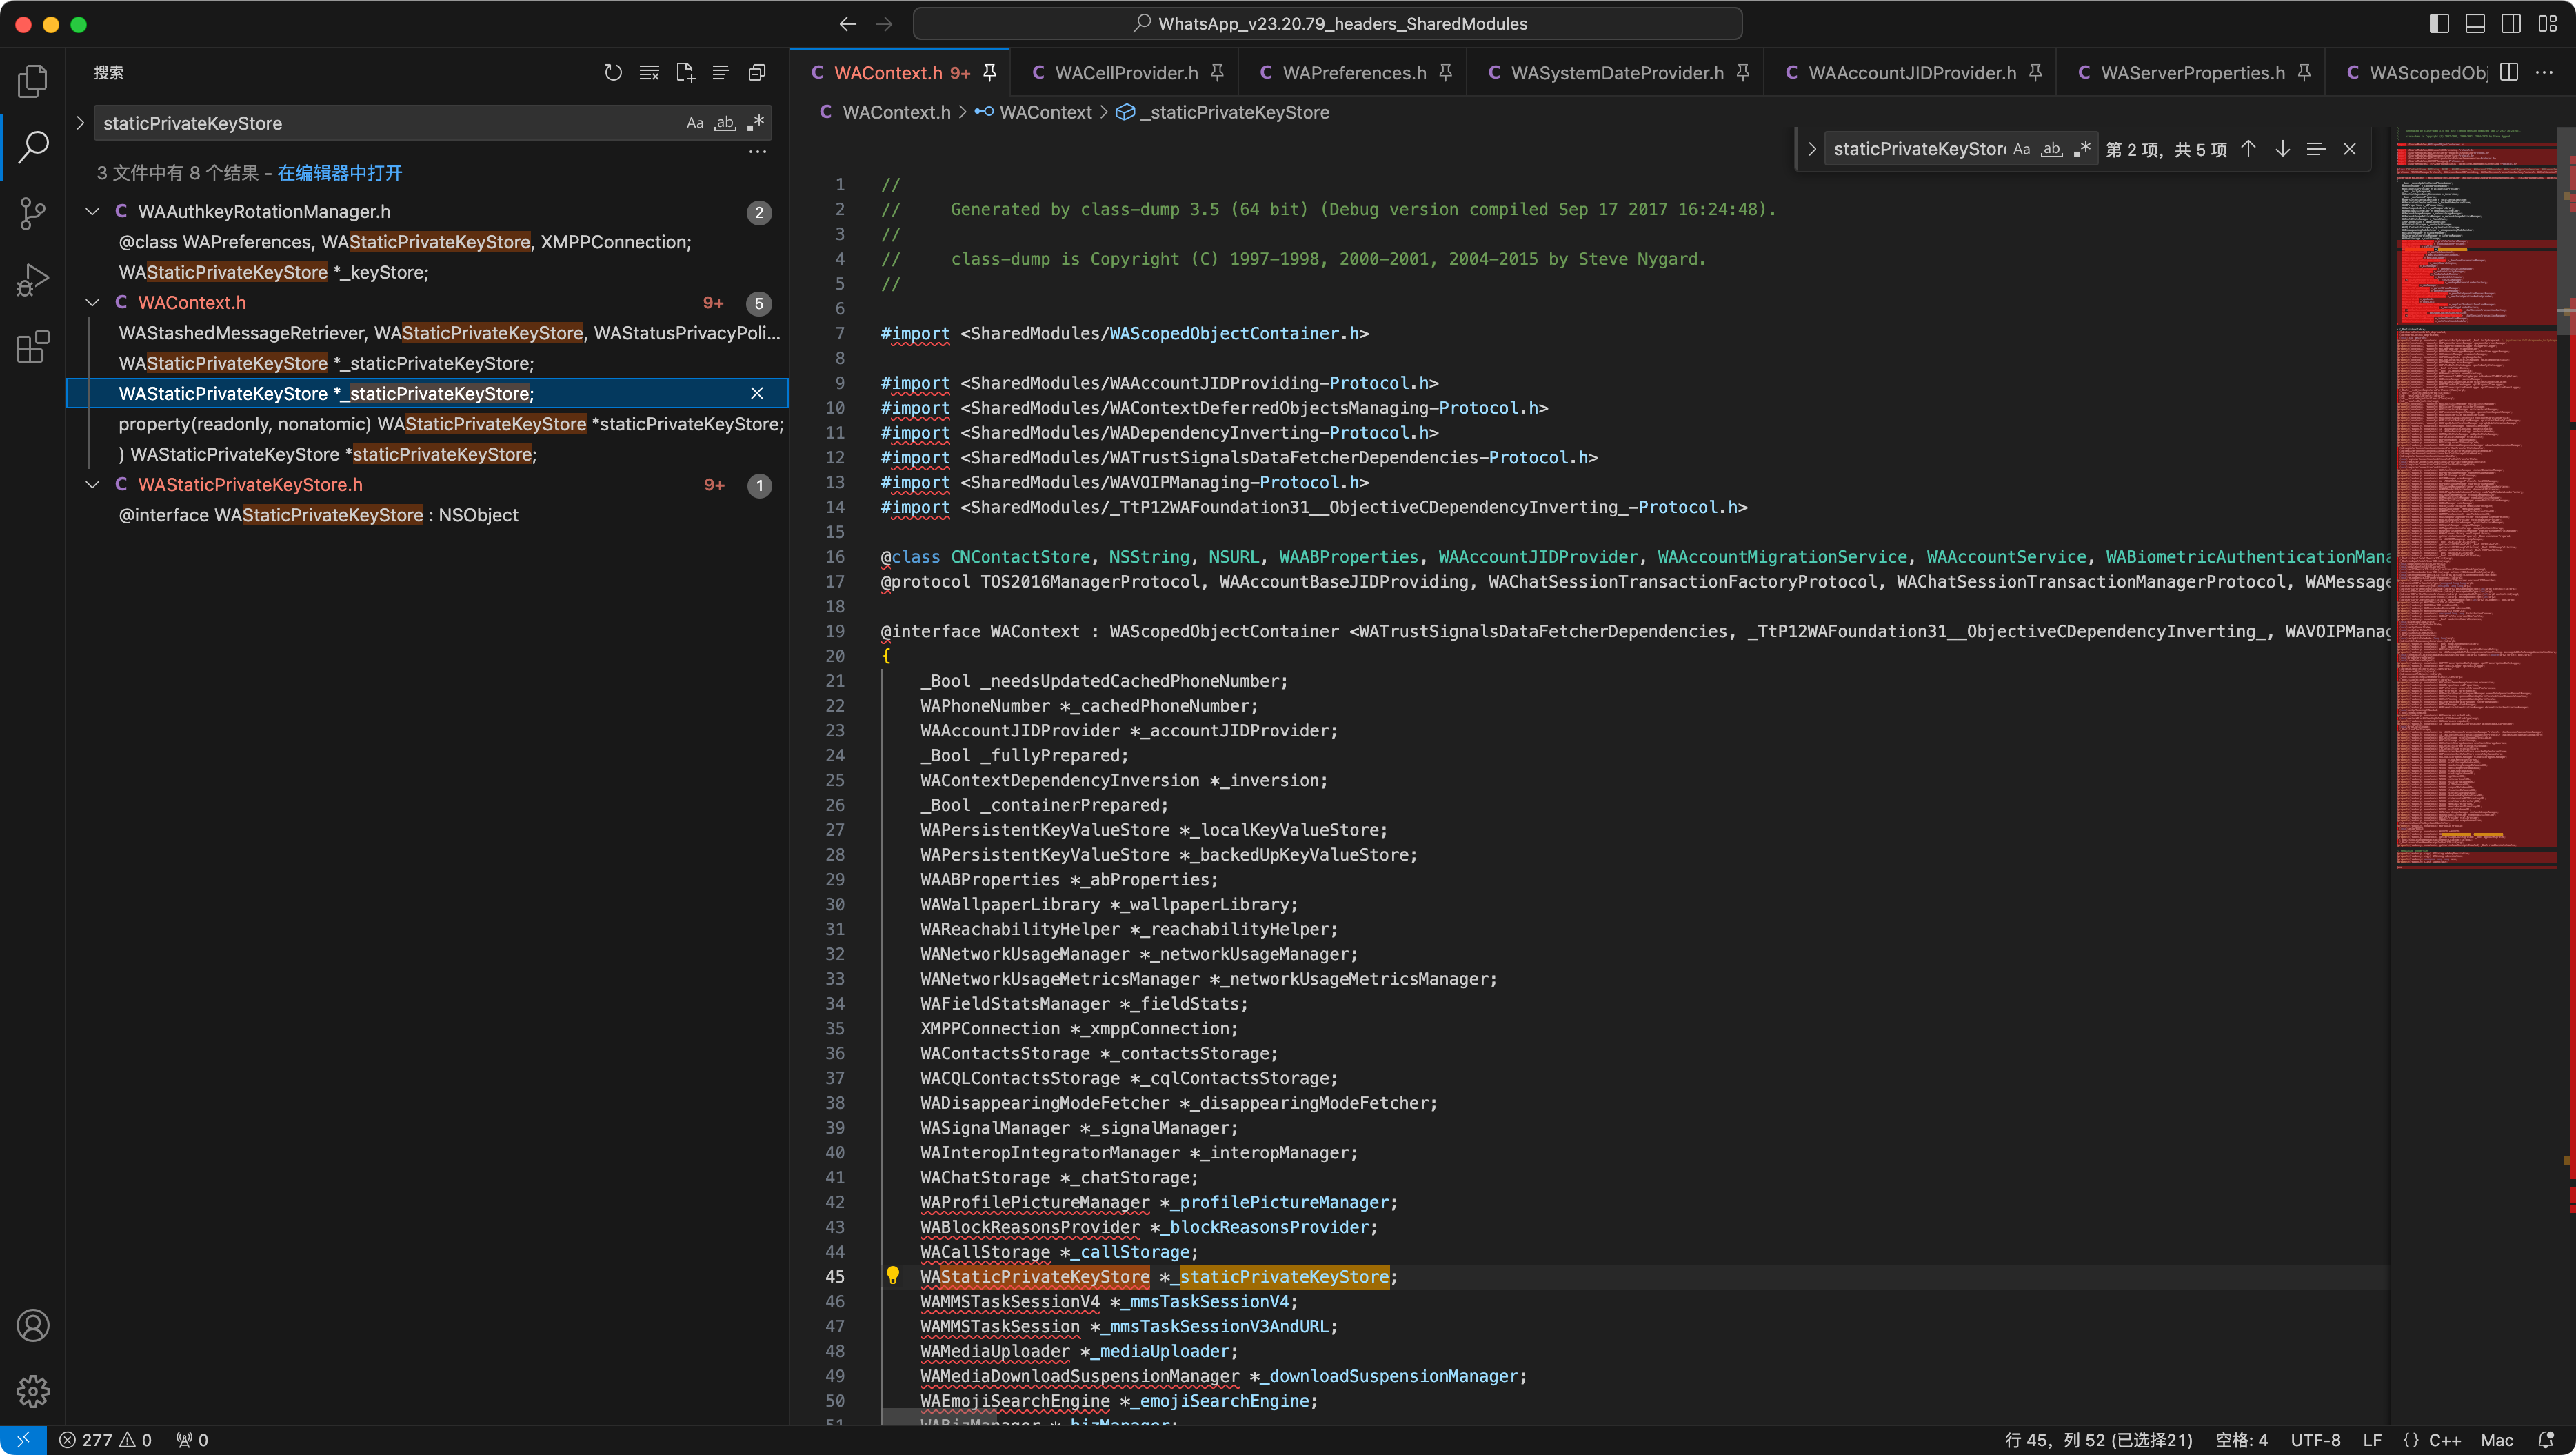 WhatsApp_v23.20.79_headers_SharedModules
搜索
staticPrivateKeyStore
Aa ab .*
3 文件中有 8 个结果 - 在编辑器中打开
C WAAuthkeyRotationManager.h 2
@class WAPreferences, WAStaticPrivateKeyStore, XMPPConnection;
WAStaticPrivateKeyStore *_keyStore;
C WAContext.h 9+ 5
WAStashedMessageRetriever, WAStaticPrivateKeyStore, WAStatusPrivacyPoli...
WAStaticPrivateKeyStore *_staticPrivateKeyStore;
WAStaticPrivateKeyStore *_staticPrivateKeyStore;
property(readonly, nonatomic) WAStaticPrivateKeyStore *staticPrivateKeyStore;
) WAStaticPrivateKeyStore *staticPrivateKeyStore;
C WAStaticPrivateKeyStore.h 9+ 1
@interface WAStaticPrivateKeyStore : NSObject
C WAContext.h 9+ C WACellProvider.h C WAPreferences.h C WASystemDateProvider.h C WAAccountJIDProvider.h C WAServerProperties.h C WAScopedObj
C WAContext.h > WAContext > _staticPrivateKeyStore
staticPrivateKeyStore Aa ab .* 第 2 项，共 5 项
1 //
2 //     Generated by class-dump 3.5 (64 bit) (Debug version compiled Sep 17 2017 16:24:48).
3 //
4 //     class-dump is Copyright (C) 1997-1998, 2000-2001, 2004-2015 by Steve Nygard.
5 //
6
7 #import <SharedModules/WAScopedObjectContainer.h>
8
9 #import <SharedModules/WAAccountJIDProviding-Protocol.h>
10 #import <SharedModules/WAContextDeferredObjectsManaging-Protocol.h>
11 #import <SharedModules/WADependencyInverting-Protocol.h>
12 #import <SharedModules/WATrustSignalsDataFetcherDependencies-Protocol.h>
13 #import <SharedModules/WAVOIPManaging-Protocol.h>
14 #import <SharedModules/_TtP12WAFoundation31__ObjectiveCDependencyInverting_-Protocol.h>
15
16 @class CNContactStore, NSString, NSURL, WAABProperties, WAAccountJIDProvider, WAAccountMigrationService, WAAccountService, WABiometricAuthenticationMana
17 @protocol TOS2016ManagerProtocol, WAAccountBaseJIDProviding, WAChatSessionTransactionFactoryProtocol, WAChatSessionTransactionManagerProtocol, WAMessage
18
19 @interface WAContext : WAScopedObjectContainer <WATrustSignalsDataFetcherDependencies, _TtP12WAFoundation31__ObjectiveCDependencyInverting_, WAVOIPManag
20 {
21     _Bool _needsUpdatedCachedPhoneNumber;
22     WAPhoneNumber *_cachedPhoneNumber;
23     WAAccountJIDProvider *_accountJIDProvider;
24     _Bool _fullyPrepared;
25     WAContextDependencyInversion *_inversion;
26     _Bool _containerPrepared;
27     WAPersistentKeyValueStore *_localKeyValueStore;
28     WAPersistentKeyValueStore *_backedUpKeyValueStore;
29     WAABProperties *_abProperties;
30     WAWallpaperLibrary *_wallpaperLibrary;
31     WAReachabilityHelper *_reachabilityHelper;
32     WANetworkUsageManager *_networkUsageManager;
33     WANetworkUsageMetricsManager *_networkUsageMetricsManager;
34     WAFieldStatsManager *_fieldStats;
35     XMPPConnection *_xmppConnection;
36     WAContactsStorage *_contactsStorage;
37     WACQLContactsStorage *_cqlContactsStorage;
38     WADisappearingModeFetcher *_disappearingModeFetcher;
39     WASignalManager *_signalManager;
40     WAInteropIntegratorManager *_interopManager;
41     WAChatStorage *_chatStorage;
42     WAProfilePictureManager *_profilePictureManager;
43     WABlockReasonsProvider *_blockReasonsProvider;
44     WACallStorage *_callStorage;
45     WAStaticPrivateKeyStore *_staticPrivateKeyStore;
46     WAMMSTaskSessionV4 *_mmsTaskSessionV4;
47     WAMMSTaskSession *_mmsTaskSessionV3AndURL;
48     WAMediaUploader *_mediaUploader;
49     WAMediaDownloadSuspensionManager *_downloadSuspensionManager;
50     WAEmojiSearchEngine *_emojiSearchEngine;
51     WABizManager *_bizManager;
277 0 0
行 45，列 52 (已选择21) 空格: 4 UTF-8 LF {} C++ Mac